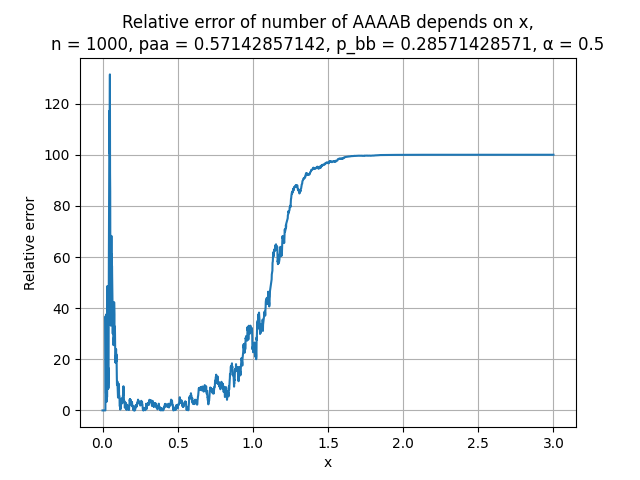 Relative error of number of AAAAB depends on x,
n = 1000, paa = 0.57142857142, p_bb = 0.28571428571, α = 0.5
120
100
80
60
40
20
0
Relative error
0.0 0.5 1.0 1.5 2.0 2.5 3.0
x